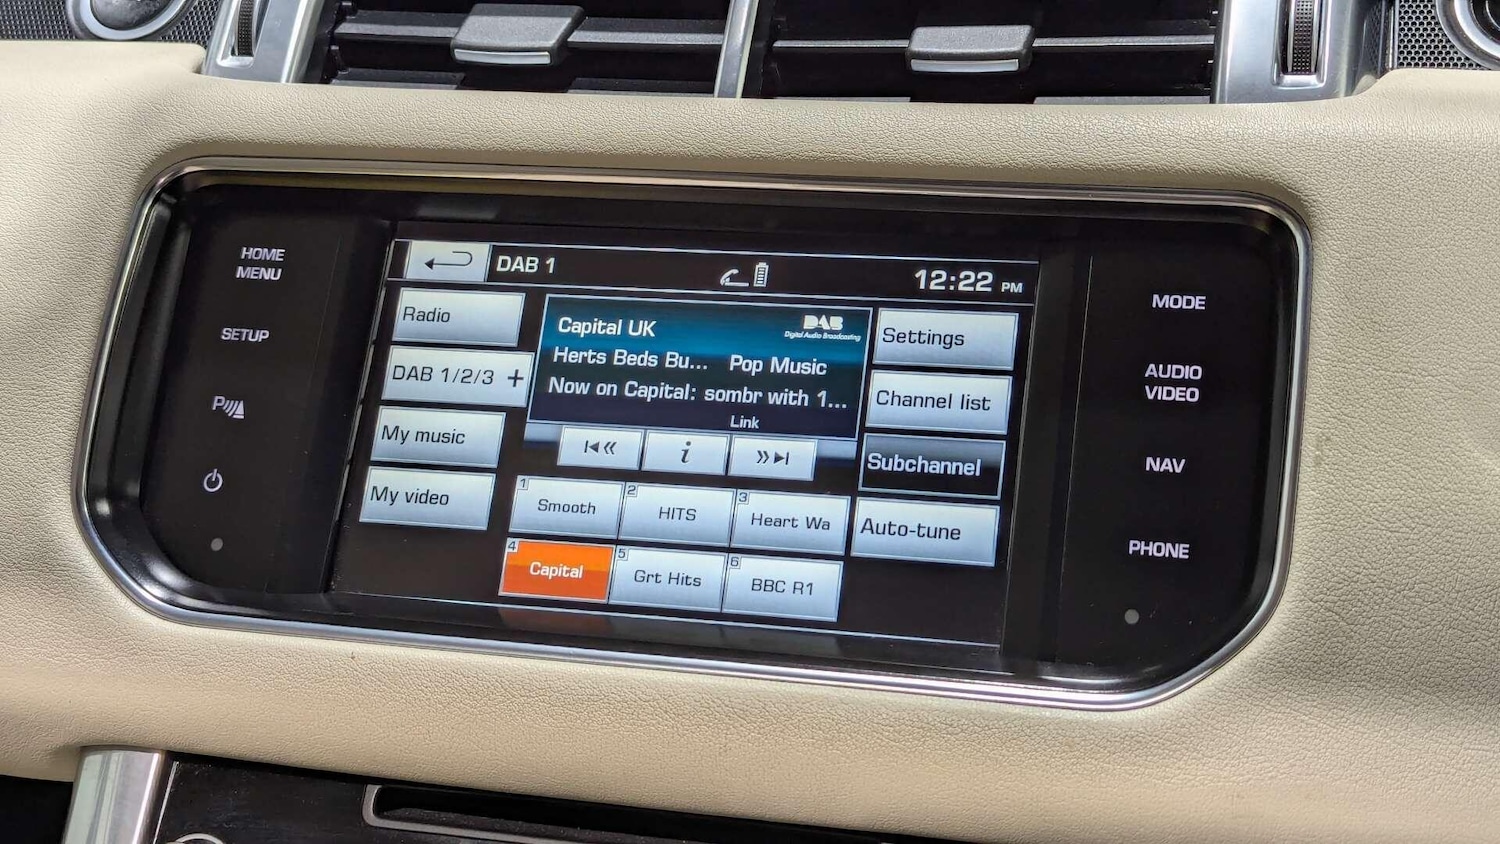 HOME
MENU
SETUP
P
DAB 1
12:22 PM
Radio
DAB 1/2/3 +
My music
My video
Capital UK
DAB
Digital Audio Broadcasting
Herts Beds Bu... Pop Music
Now on Capital: sombr with 1...
Link
i
1 Smooth
2 HITS
3 Heart Wa
4 Capital
5 Grt Hits
6 BBC R1
Settings
Channel list
Subchannel
Auto-tune
MODE
AUDIO
VIDEO
NAV
PHONE